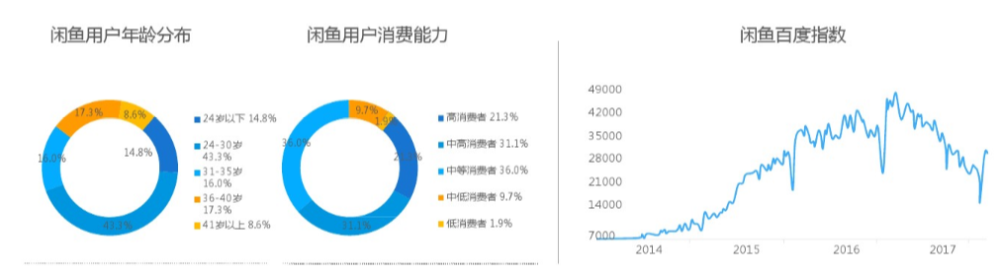 闲鱼用户年龄分布
17.3%
8.6%
14.8%
16.0%
43.3%
24岁以下 14.8%
24-30岁
43.3%
31-35岁
16.0%
36-40岁
17.3%
41岁以上 8.6%
闲鱼用户消费能力
9.7%
1.9%
36.0%
21.3%
31.1%
高消费者 21.3%
中高消费者 31.1%
中等消费者 36.0%
中低消费者 9.7%
低消费者 1.9%
闲鱼百度指数
49000
42000
35000
28000
21000
14000
7000
2014
2015
2016
2017